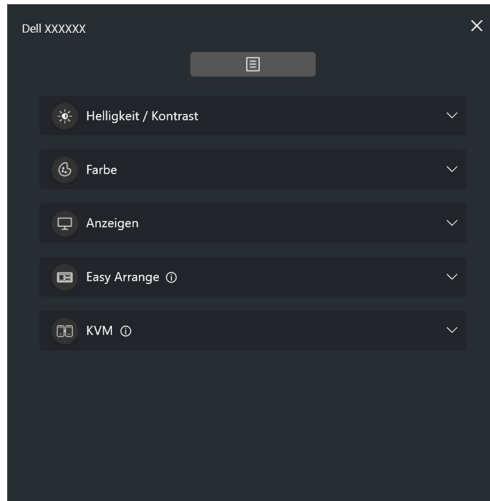 Dell XXXXXX
Helligkeit / Kontrast
Farbe
Anzeigen
Easy Arrange
KVM